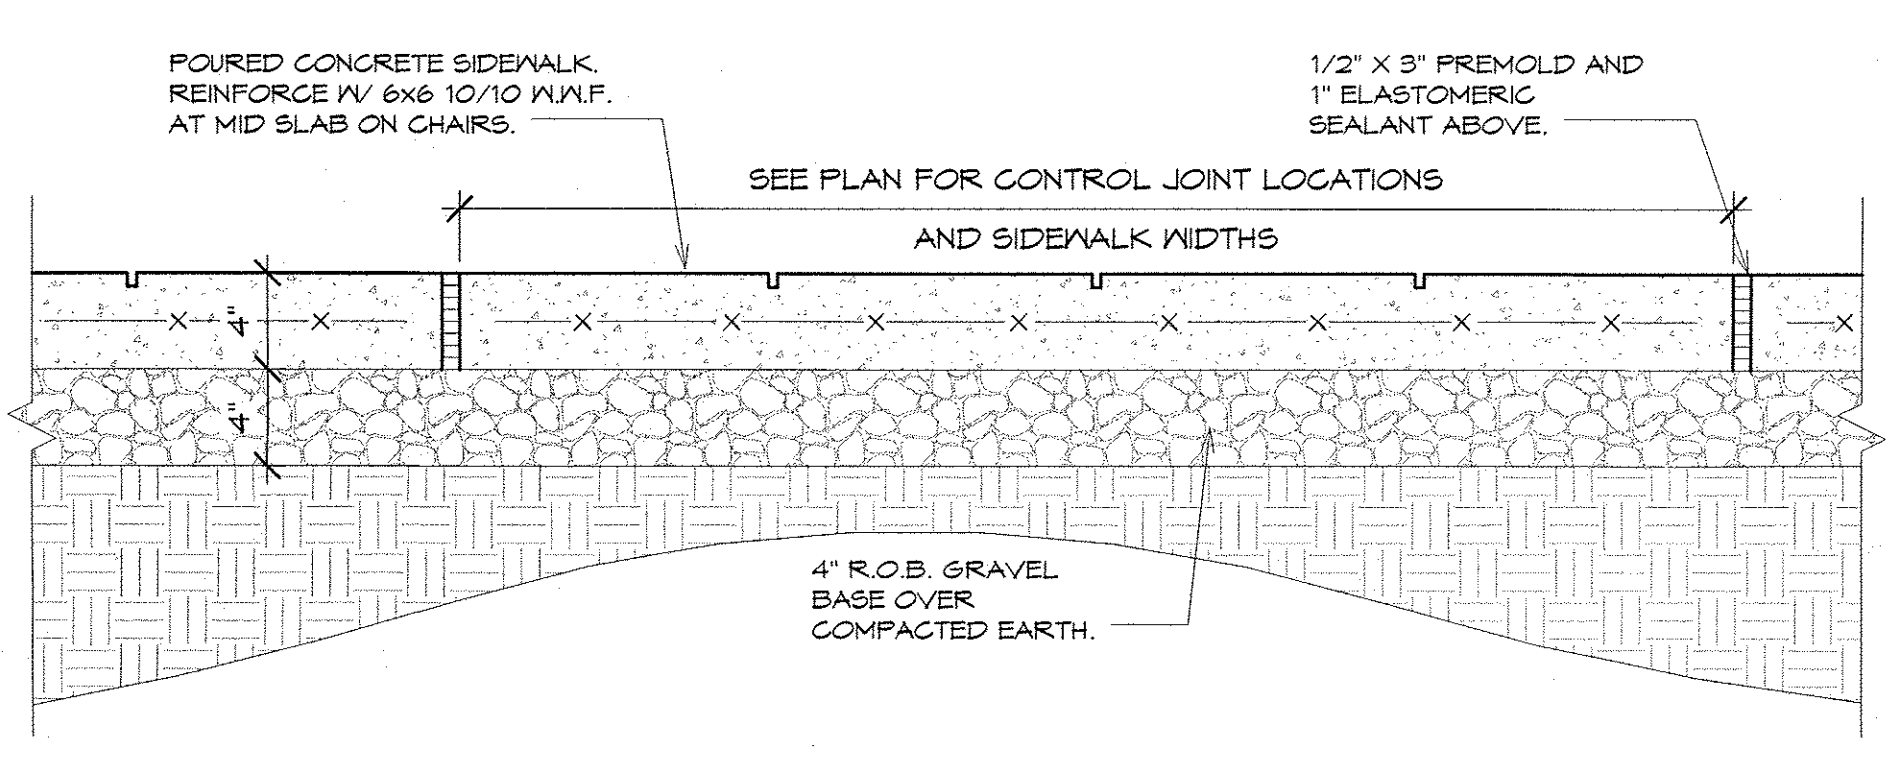 POURED CONCRETE SIDEWALK.
REINFORCE W/ 6x6 10/10 W.W.F.
AT MID SLAB ON CHAIRS.
1/2" X 3" PREMOLD AND
1" ELASTOMERIC
SEALANT ABOVE.
SEE PLAN FOR CONTROL JOINT LOCATIONS
AND SIDEWALK WIDTHS
4"
4"
4" R.O.B. GRAVEL
BASE OVER
COMPACTED EARTH.